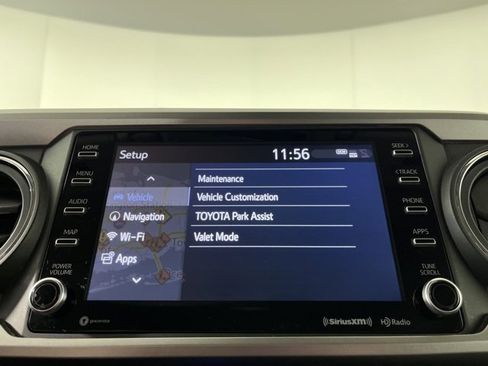 HOME
MENU
AUDIO
MAP
POWER
VOLUME
Setup
11:56
Vehicle
Navigation
Wi-Fi
Apps
Maintenance
Vehicle Customization
TOYOTA Park Assist
Valet Mode
SEEK >
< TRACK
PHONE
APPS
TUNE
SCROLL
gracenote
SiriusXM
HD Radio